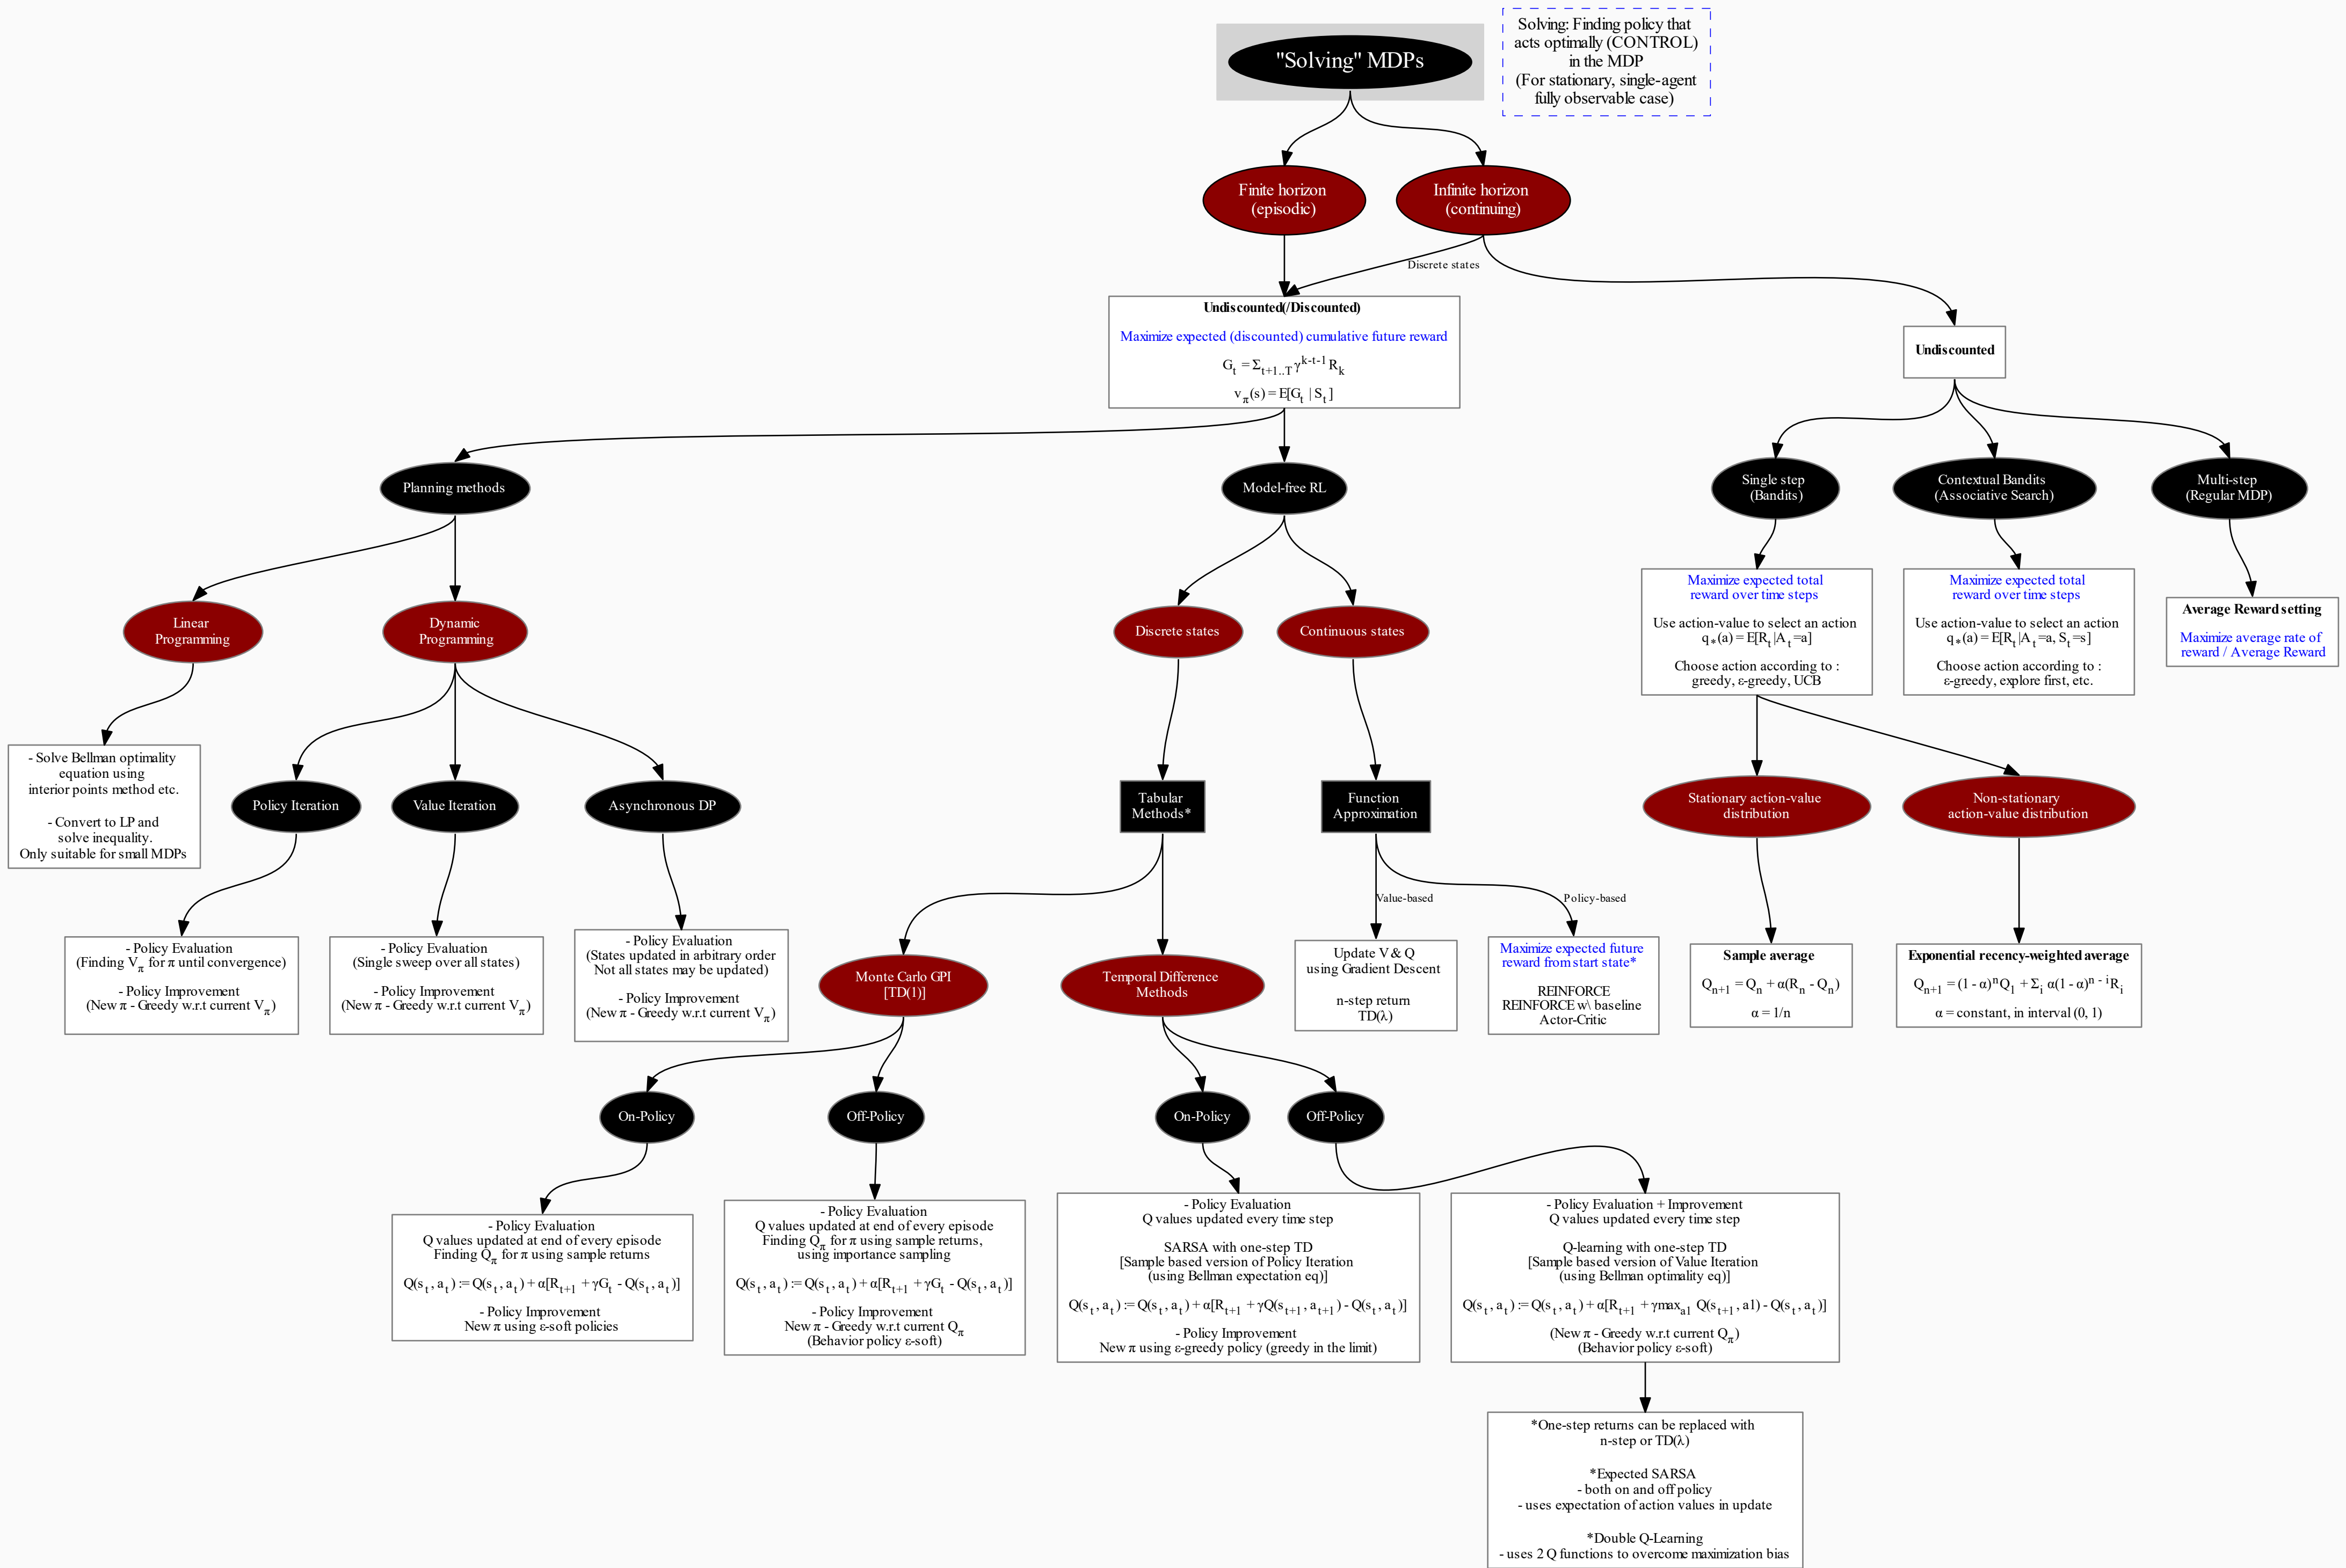 "Solving" MDPs
Solving: Finding policy that
acts optimally (CONTROL)
in the MDP
(For stationary, single-agent
fully observable case)
Finite horizon
(episodic)
Infinite horizon
(continuing)
Discrete states
Undiscounted(/Discounted)
Maximize expected (discounted) cumulative future reward
G_t = Σ_{t+1..T} γ^{k-t-1} R_k
v_π(s) = E[G_t | S_t]
Undiscounted
Planning methods
Model-free RL
Single step
(Bandits)
Contextual Bandits
(Associative Search)
Multi-step
(Regular MDP)
Linear
Programming
Dynamic
Programming
Discrete states
Continuous states
Maximize expected total
reward over time steps
Use action-value to select an action
q_*(a) = E[R_t|A_t=a]
Choose action according to :
greedy, ε-greedy, UCB
Maximize expected total
reward over time steps
Use action-value to select an action
q_*(a) = E[R_t|A_t=a, S_t=s]
Choose action according to :
ε-greedy, explore first, etc.
Average Reward setting
Maximize average rate of
reward / Average Reward
- Solve Bellman optimality
equation using
interior points method etc.
- Convert to LP and
solve inequality.
Only suitable for small MDPs
Policy Iteration
Value Iteration
Asynchronous DP
Tabular
Methods*
Function
Approximation
Stationary action-value
distribution
Non-stationary
action-value distribution
Value-based
Policy-based
- Policy Evaluation
(Finding V_π for π until convergence)
- Policy Improvement
(New π - Greedy w.r.t current V_π)
- Policy Evaluation
(Single sweep over all states)
- Policy Improvement
(New π - Greedy w.r.t current V_π)
- Policy Evaluation
(States updated in arbitrary order
Not all states may be updated)
- Policy Improvement
(New π - Greedy w.r.t current V_π)
Monte Carlo GPI
[TD(1)]
Temporal Difference
Methods
Update V & Q
using Gradient Descent
n-step return
TD(λ)
Maximize expected future
reward from start state*
REINFORCE
REINFORCE w\ baseline
Actor-Critic
Sample average
Q_{n+1} = Q_n + α(R_n - Q_n)
α = 1/n
Exponential recency-weighted average
Q_{n+1} = (1 - α)^n Q_1 + Σ_i α(1 - α)^{n - i} R_i
α = constant, in interval (0, 1)
On-Policy
Off-Policy
On-Policy
Off-Policy
- Policy Evaluation
Q values updated at end of every episode
Finding Q_π for π using sample returns
Q(s_t, a_t) := Q(s_t, a_t) + α[R_{t+1} + γG_t - Q(s_t, a_t)]
- Policy Improvement
New π using ε-soft policies
- Policy Evaluation
Q values updated at end of every episode
Finding Q_π for π using sample returns,
using importance sampling
Q(s_t, a_t) := Q(s_t, a_t) + α[R_{t+1} + γG_t - Q(s_t, a_t)]
- Policy Improvement
New π - Greedy w.r.t current Q_π
(Behavior policy ε-soft)
- Policy Evaluation
Q values updated every time step
SARSA with one-step TD
[Sample based version of Policy Iteration
(using Bellman expectation eq)]
Q(s_t, a_t) := Q(s_t, a_t) + α[R_{t+1} + γQ(s_{t+1}, a_{t+1}) - Q(s_t, a_t)]
- Policy Improvement
New π using ε-greedy policy (greedy in the limit)
- Policy Evaluation + Improvement
Q values updated every time step
Q-learning with one-step TD
[Sample based version of Value Iteration
(using Bellman optimality eq)]
Q(s_t, a_t) := Q(s_t, a_t) + α[R_{t+1} + γmax_{a1} Q(s_{t+1}, a1) - Q(s_t, a_t)]
(New π - Greedy w.r.t current Q_π)
(Behavior policy ε-soft)
*One-step returns can be replaced with
n-step or TD(λ)
*Expected SARSA
- both on and off policy
- uses expectation of action values in update
*Double Q-Learning
- uses 2 Q functions to overcome maximization bias